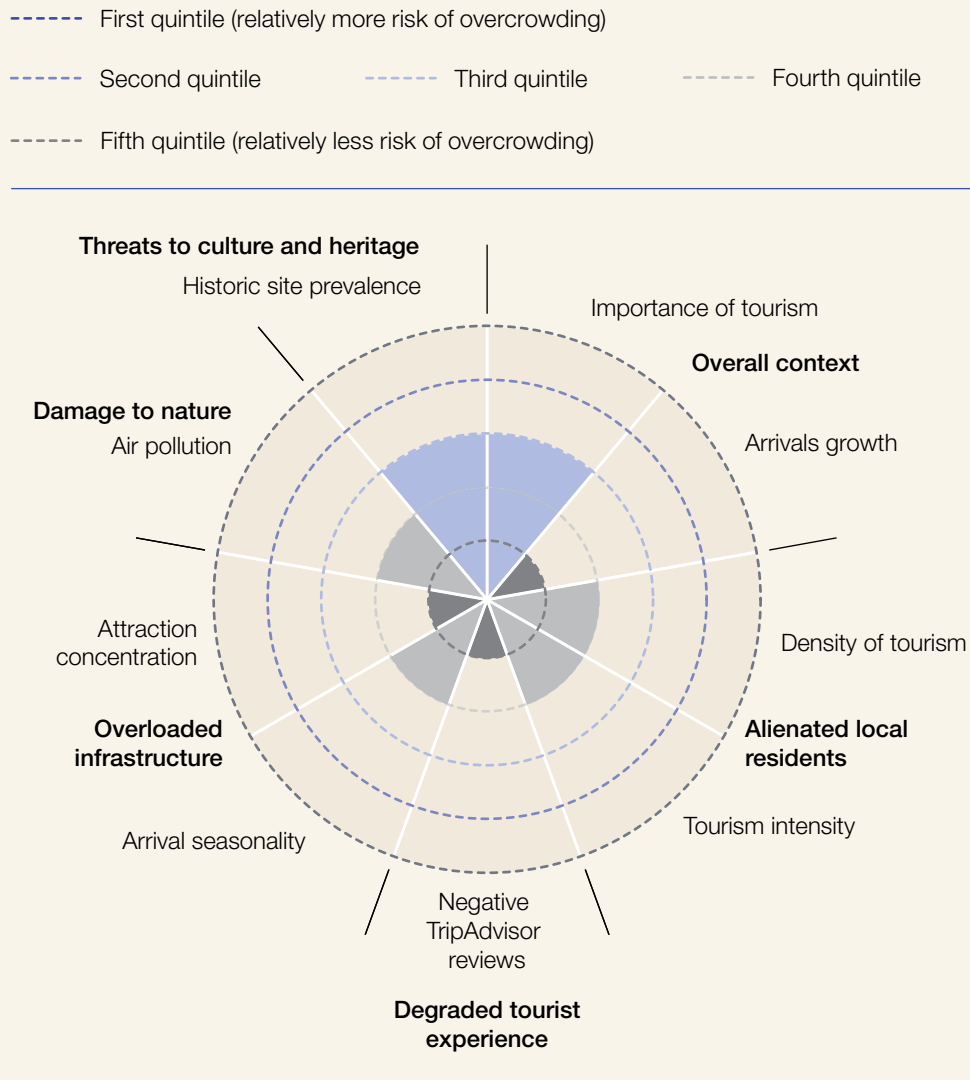 First quintile (relatively more risk of overcrowding)
Second quintile
Third quintile
Fourth quintile
Fifth quintile (relatively less risk of overcrowding)
Threats to culture and heritage
Historic site prevalence
Importance of tourism
Overall context
Arrivals growth
Damage to nature
Air pollution
Density of tourism
Attraction
concentration
Alienated local
residents
Overloaded
infrastructure
Tourism intensity
Arrival seasonality
Negative
TripAdvisor
reviews
Degraded tourist
experience